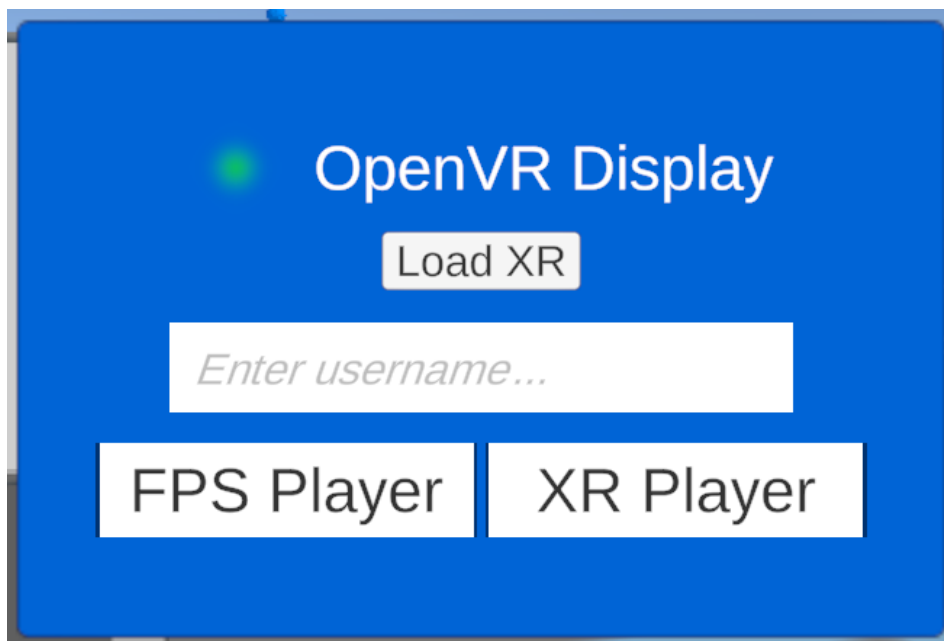 OpenVR Display
Load XR
Enter username...
FPS Player XR Player